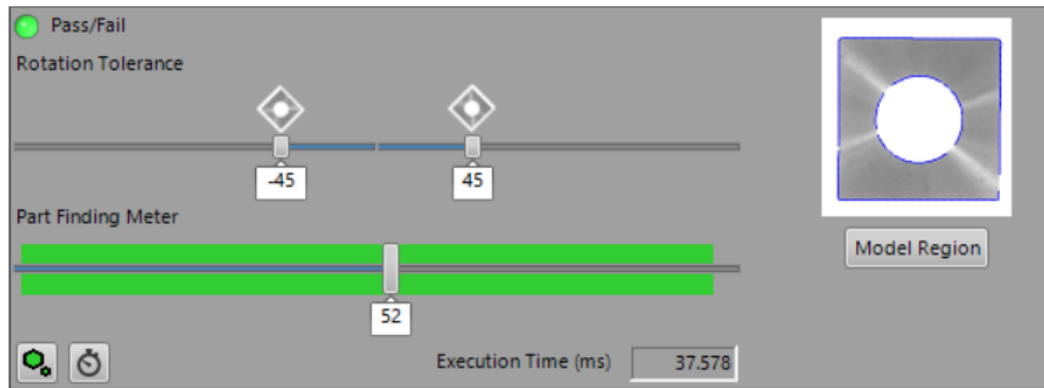 Pass/Fail
Rotation Tolerance
-45
45
Part Finding Meter
52
Model Region
Execution Time (ms)
37.578